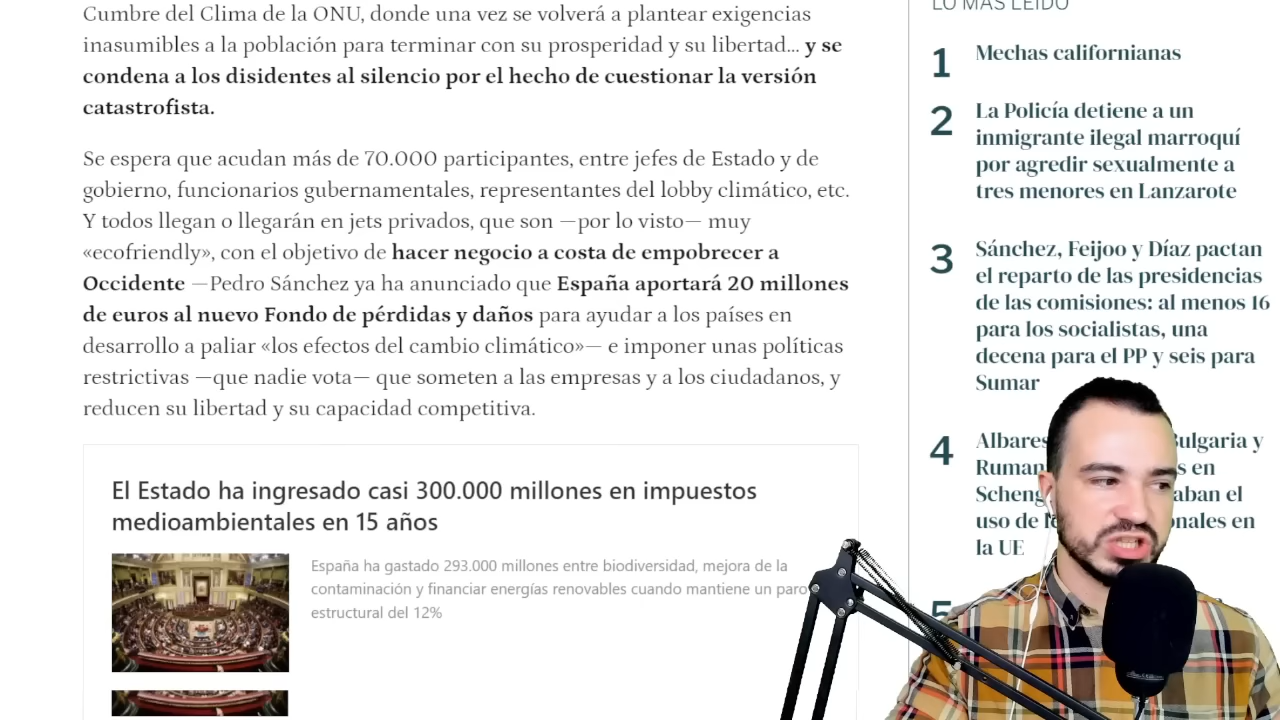 Cumbre del Clima de la ONU, donde una vez se volverá a plantear exigencias
inasumibles a la población para terminar con su prosperidad y su libertad... y se
condena a los disidentes al silencio por el hecho de cuestionar la versión
catastrofista.
Se espera que acudan más de 70.000 participantes, entre jefes de Estado y de
gobierno, funcionarios gubernamentales, representantes del lobby climático, etc.
Y todos llegan o llegarán en jets privados, que son —por lo visto— muy
«ecofriendly», con el objetivo de hacer negocio a costa de empobrecer a
Occidente —Pedro Sánchez ya ha anunciado que España aportará 20 millones
de euros al nuevo Fondo de pérdidas y daños para ayudar a los países en
desarrollo a paliar «los efectos del cambio climático»— e imponer unas políticas
restrictivas —que nadie vota— que someten a las empresas y a los ciudadanos, y
reducen su libertad y su capacidad competitiva.
El Estado ha ingresado casi 300.000 millones en impuestos
medioambientales en 15 años
España ha gastado 293.000 millones entre biodiversidad, mejora de la
contaminación y financiar energías renovables cuando mantiene un paro
estructural del 12%
LO MÁS LEÍDO
1 Mechas californianas
2 La Policía detiene a un
inmigrante ilegal marroquí
por agredir sexualmente a
tres menores en Lanzarote
3 Sánchez, Feijoo y Díaz pactan
el reparto de las presidencias
de las comisiones: al menos 16
para los socialistas, una
decena para el PP y seis para
Sumar
4 Albares Bulgaria y
Ruman s en
Scheng aban el
uso de l onales en
la UE
5